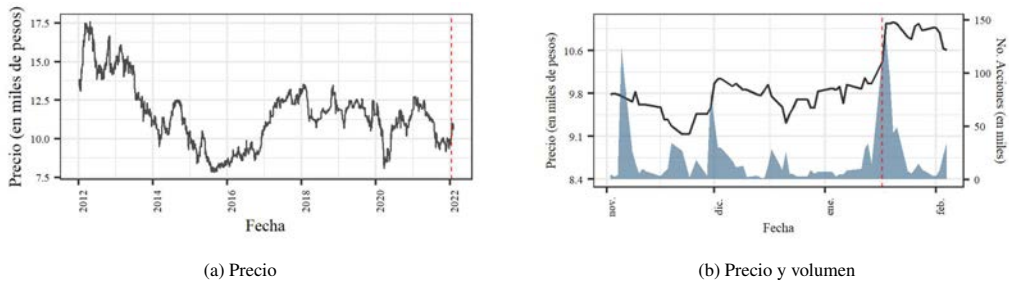 Precio (en miles de pesos)
17.5
15.0
12.5
10.0
7.5
2012
2014
2016
2018
2020
2022
Fecha
(a) Precio
Precio (en miles de pesos)
10.6
9.8
9.1
8.4
150
100
50
0
No. Acciones (en miles)
nov.
dic.
ene.
feb.
Fecha
(b) Precio y volumen